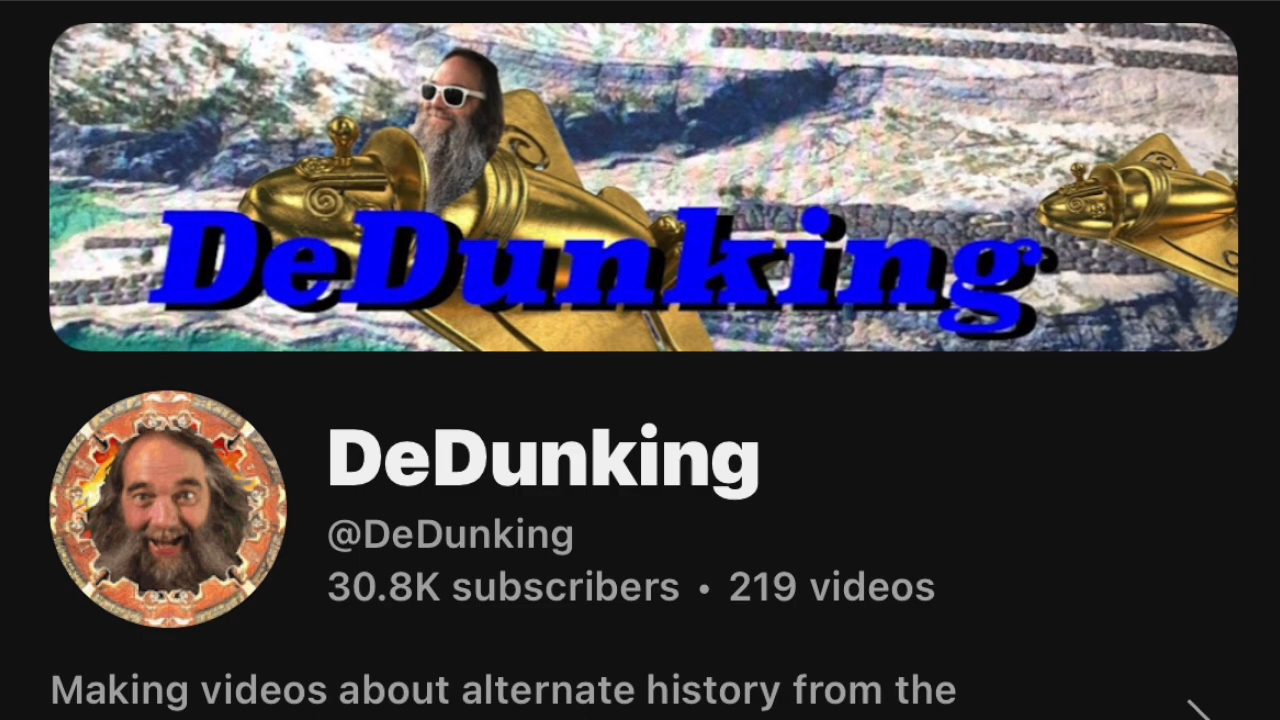 DeDunking
DeDunking
@DeDunking
30.8K subscribers • 219 videos
Making videos about alternate history from the